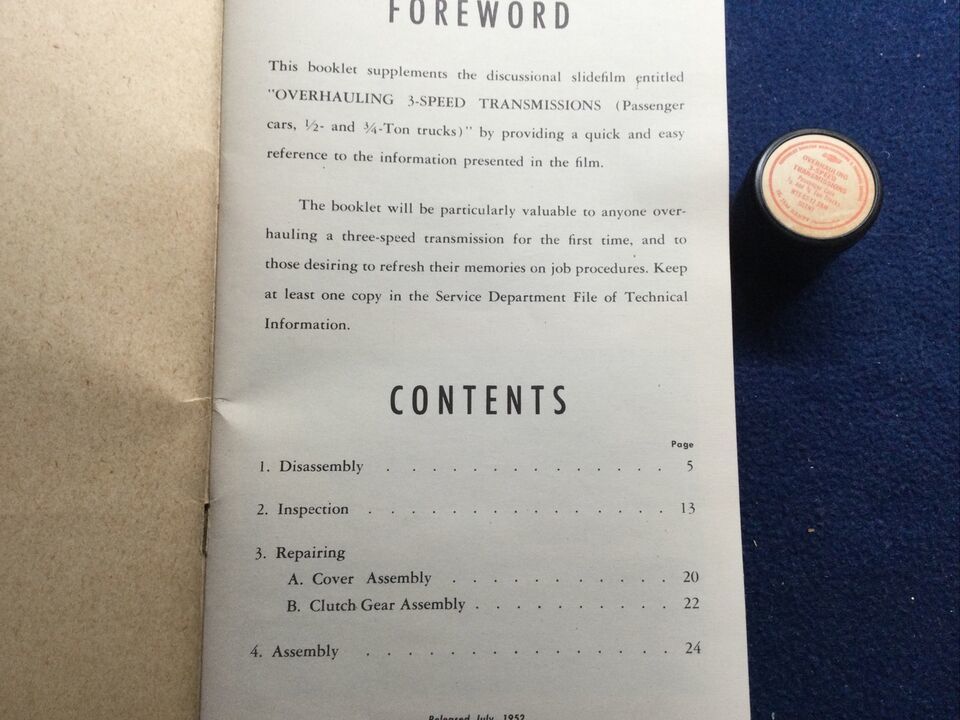 FOREWORD
This booklet supplements the discussional slidefilm entitled
"OVERHAULING 3-SPEED TRANSMISSIONS (Passenger
cars, ½- and ¾-Ton trucks)" by providing a quick and easy
reference to the information presented in the film.
The booklet will be particularly valuable to anyone over-
hauling a three-speed transmission for the first time, and to
those desiring to refresh their memories on job procedures. Keep
at least one copy in the Service Department File of Technical
Information.
CONTENTS
Page
1. Disassembly . . . . . . . . . . . . . . 5
2. Inspection . . . . . . . . . . . . . . . 13
3. Repairing
A. Cover Assembly . . . . . . . . . . . 20
B. Clutch Gear Assembly . . . . . . . . . . 22
4. Assembly . . . . . . . . . . . . . . . 24
Released July, 1952
OVERHAULING
3-SPEED
TRANSMISSIONS
Passenger Cars